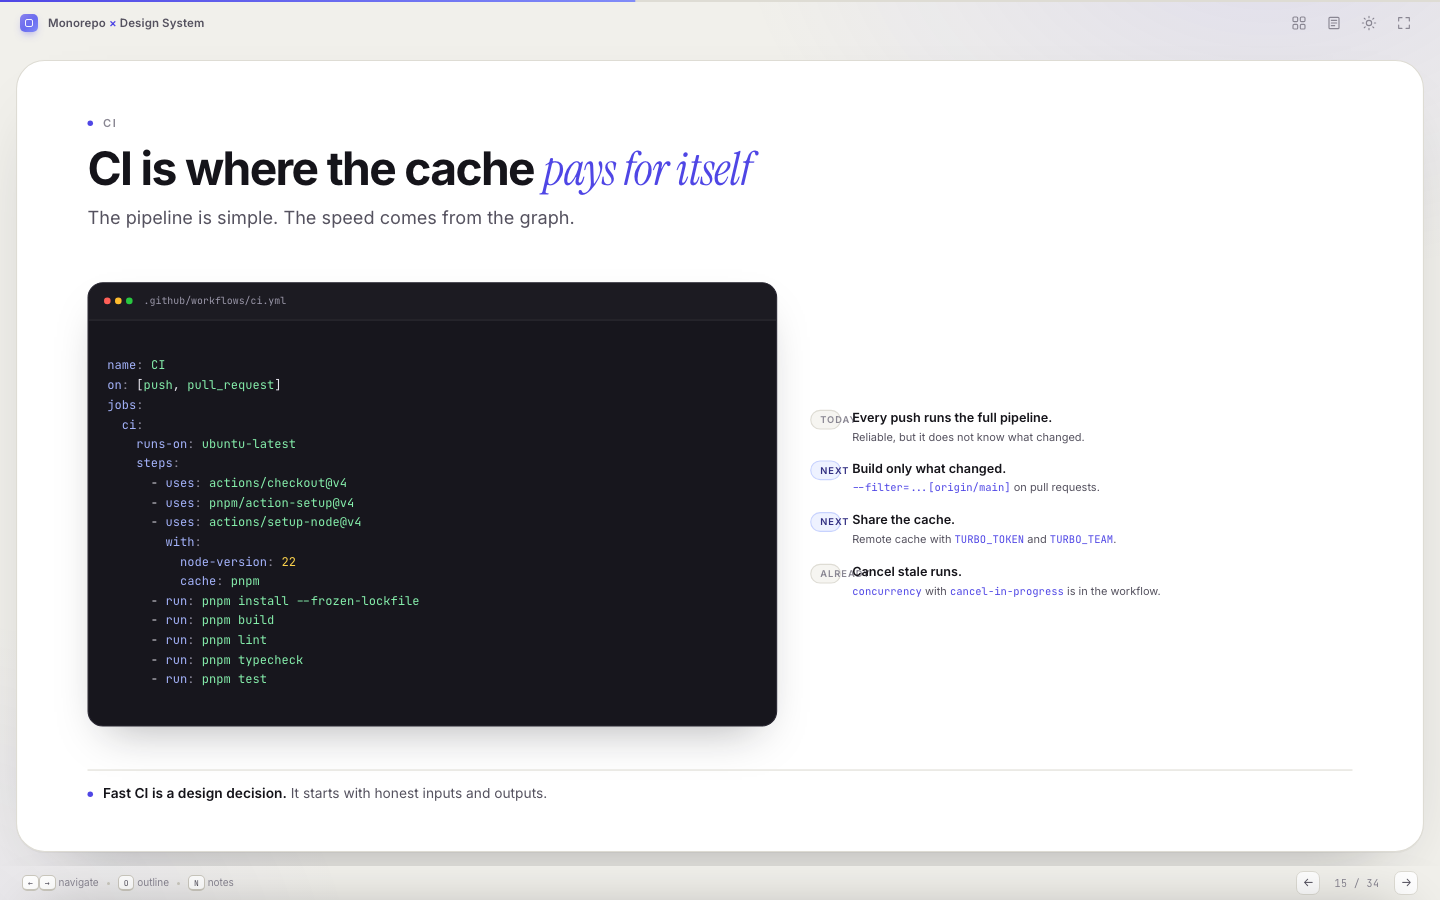 Monorepo × Design System
CI
CI is where the cache pays for itself
The pipeline is simple. The speed comes from the graph.
.github/workflows/ci.yml
name: CI
on: [push, pull_request]
jobs:
  ci:
    runs-on: ubuntu-latest
    steps:
      - uses: actions/checkout@v4
      - uses: pnpm/action-setup@v4
      - uses: actions/setup-node@v4
        with:
          node-version: 22
          cache: pnpm
      - run: pnpm install --frozen-lockfile
      - run: pnpm build
      - run: pnpm lint
      - run: pnpm typecheck
      - run: pnpm test
TODAY Every push runs the full pipeline.
Reliable, but it does not know what changed.
NEXT Build only what changed.
--filter=...[origin/main] on pull requests.
NEXT Share the cache.
Remote cache with TURBO_TOKEN and TURBO_TEAM.
ALREADY Cancel stale runs.
concurrency with cancel-in-progress is in the workflow.
Fast CI is a design decision. It starts with honest inputs and outputs.
← → navigate • O outline • N notes
← 15 / 34 →